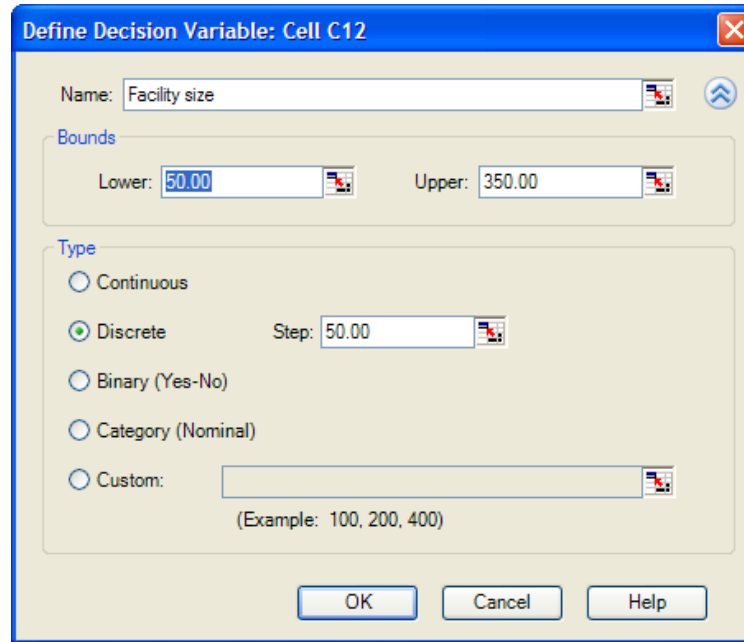 Define Decision Variable: Cell C12
Name: Facility size
Bounds
Lower: 50.00 Upper: 350.00
Type
Continuous
Discrete Step: 50.00
Binary (Yes-No)
Category (Nominal)
Custom:
(Example: 100, 200, 400)
OK Cancel Help